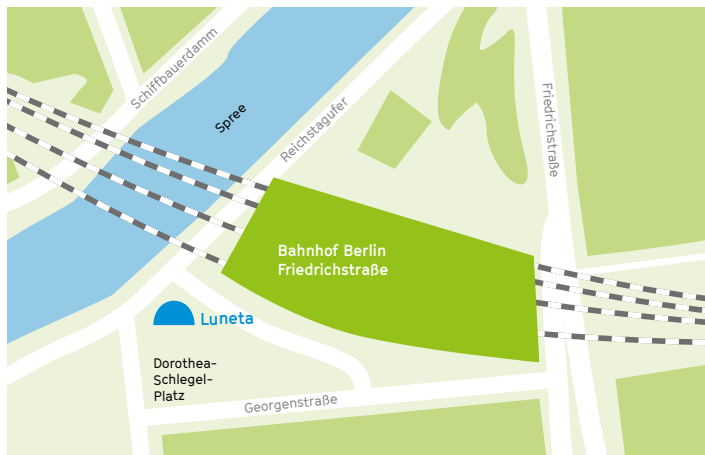 Schiffbauerdamm
Spree
Reichstagufer
Friedrichstraße
Bahnhof Berlin
Friedrichstraße
Luneta
Dorothea-
Schlegel-
Platz
Georgenstraße